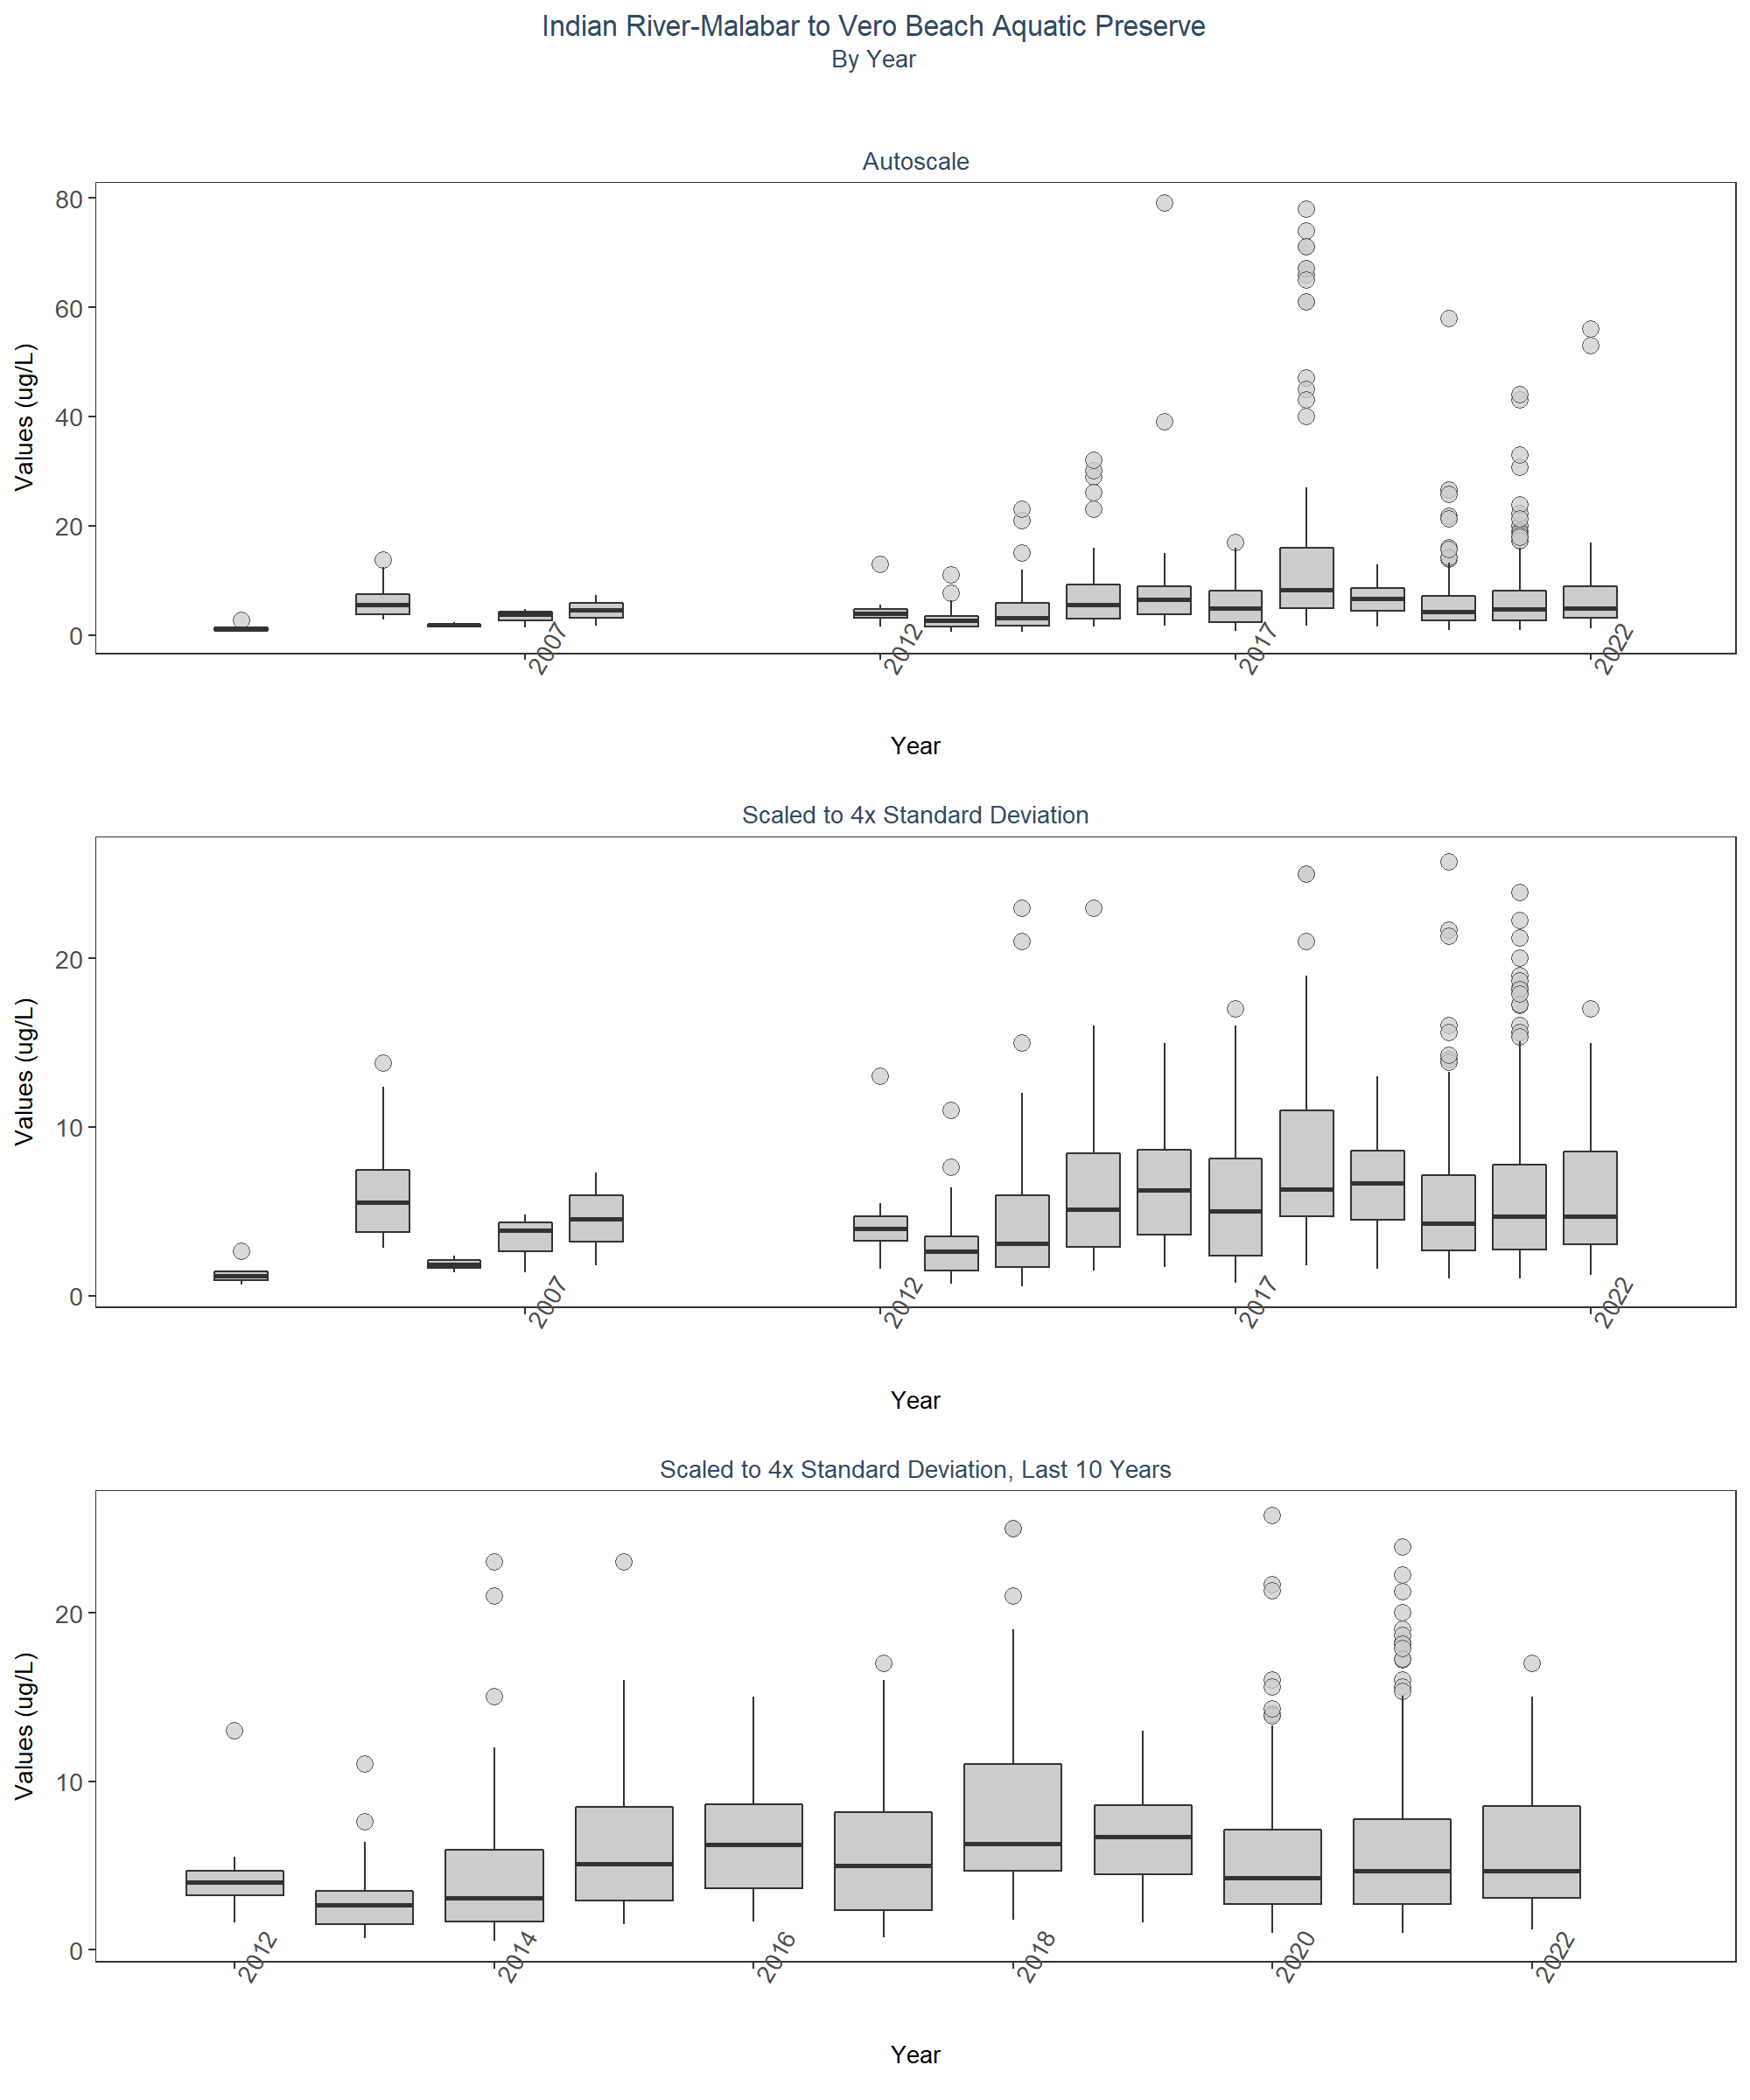 Indian River-Malabar to Vero Beach Aquatic Preserve
By Year
Autoscale
Values (ug/L)
80
60
40
20
0
2007
2012
2017
2022
Year
Scaled to 4x Standard Deviation
Values (ug/L)
20
10
0
2007
2012
2017
2022
Year
Scaled to 4x Standard Deviation, Last 10 Years
Values (ug/L)
20
10
0
2012
2014
2016
2018
2020
2022
Year